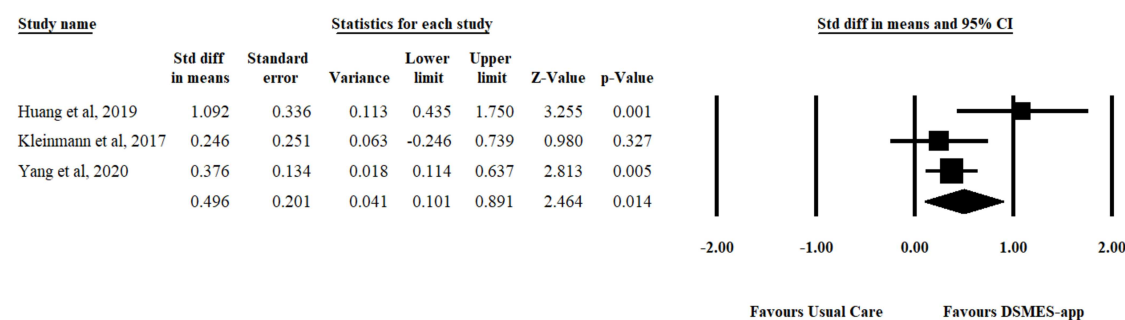 Study name Statistics for each study Std diff in means and 95% CI
Std diff Standard Lower Upper
in means error Variance limit limit Z-Value p-Value
Huang et al, 2019 1.092 0.336 0.113 0.435 1.750 3.255 0.001
Kleinmann et al, 2017 0.246 0.251 0.063 -0.246 0.739 0.980 0.327
Yang et al, 2020 0.376 0.134 0.018 0.114 0.637 2.813 0.005
0.496 0.201 0.041 0.101 0.891 2.464 0.014
-2.00 -1.00 0.00 1.00 2.00
Favours Usual Care Favours DSMES-app